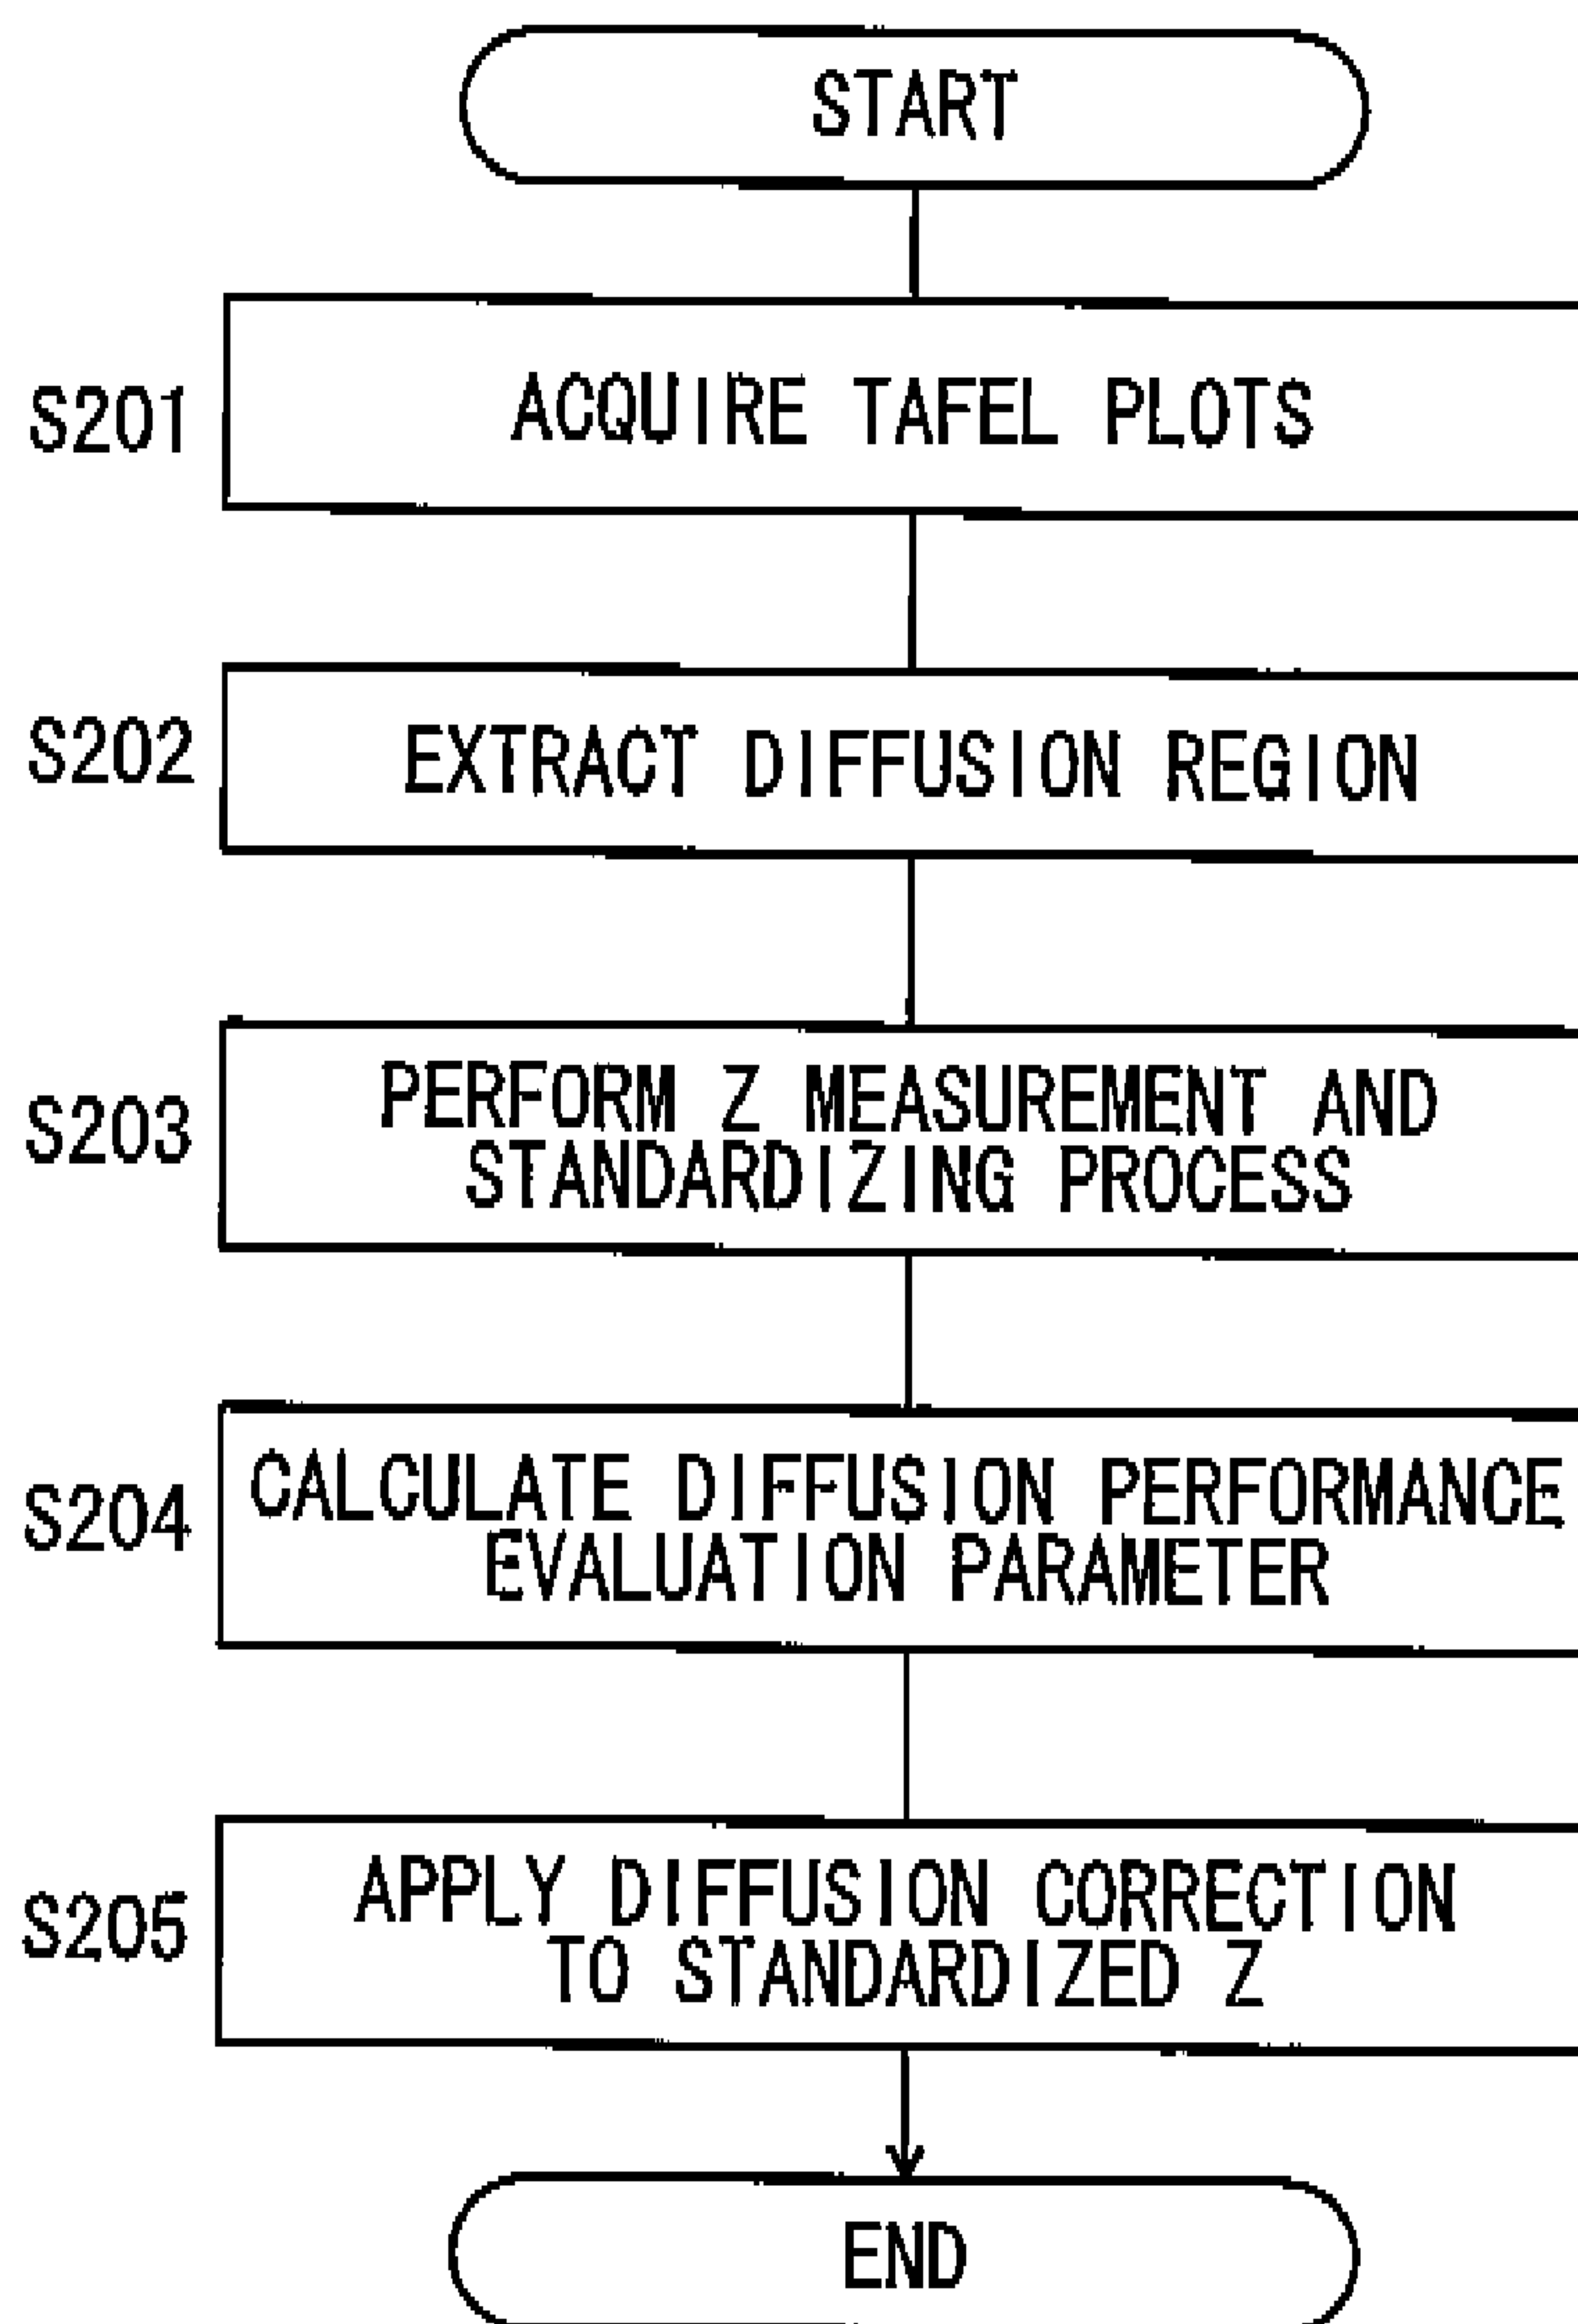 START
S201
ACQUIRE TAFEL PLOTS
S202
EXTRACT DIFFUSION REGION
S203
PERFORM Z MEASUREMENT AND
STANDARDIZING PROCESS
S204
CALCULATE DIFFUSION PERFORMANCE
EVALUATION PARAMETER
S205
APPLY DIFFUSION CORRECTION
TO STANDARDIZED Z
END